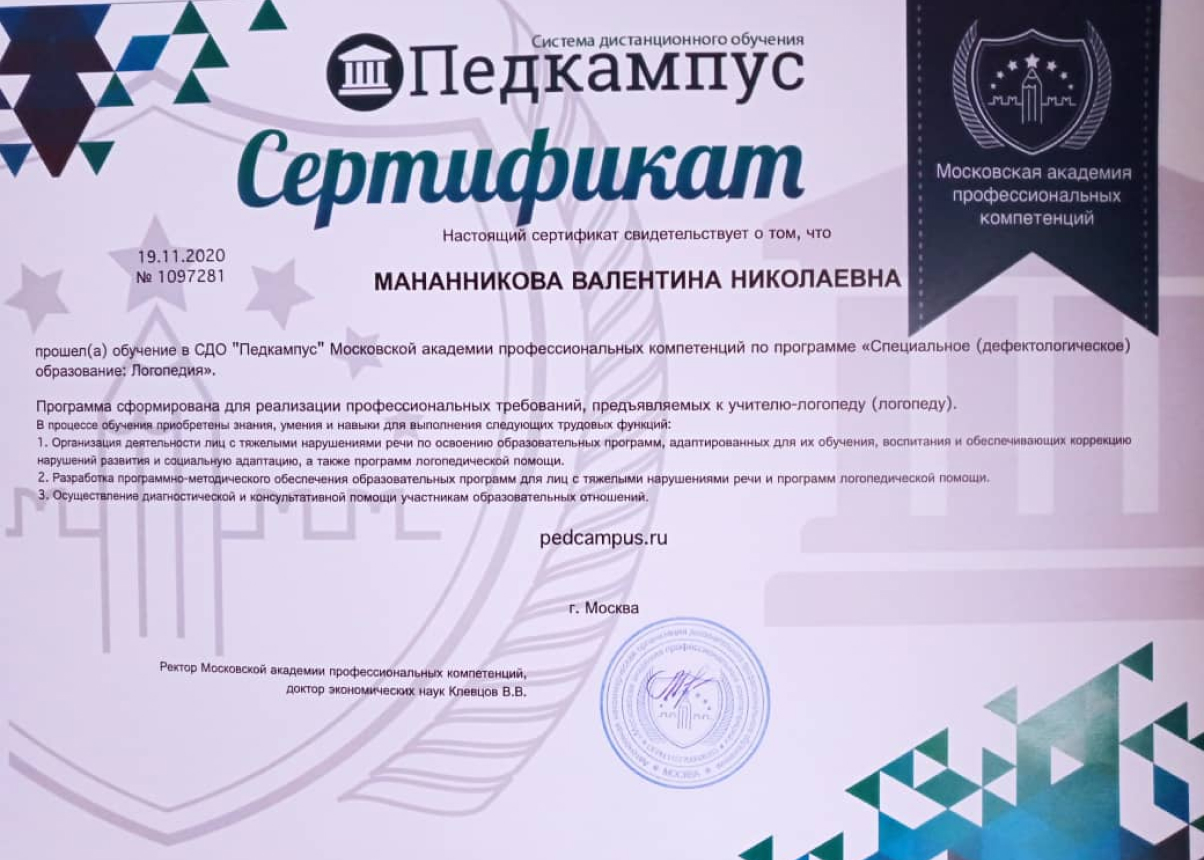 Система дистанционного обучения
Педкампус
Сертификат
Московская академия
профессиональных
компетенций
Настоящий сертификат свидетельствует о том, что
19.11.2020
№ 1097281
МАНАННИКОВА ВАЛЕНТИНА НИКОЛАЕВНА
прошел(а) обучение в СДО "Педкампус" Московской академии профессиональных компетенций по программе «Специальное (дефектологическое)
образование: Логопедия».
Программа сформирована для реализации профессиональных требований, предъявляемых к учителю-логопеду (логопеду).
В процессе обучения приобретены знания, умения и навыки для выполнения следующих трудовых функций:
1. Организация деятельности лиц с тяжелыми нарушениями речи по освоению образовательных программ, адаптированных для их обучения, воспитания и обеспечивающих коррекцию
нарушений развития и социальную адаптацию, а также программ логопедической помощи.
2. Разработка программно-методического обеспечения образовательных программ для лиц с тяжелыми нарушениями речи и программ логопедической помощи.
3. Осуществление диагностической и консультативной помощи участникам образовательных отношений.
pedcampus.ru
г. Москва
Ректор Московской академии профессиональных компетенций,
доктор экономических наук Клевцов В.В.
МОСКВА